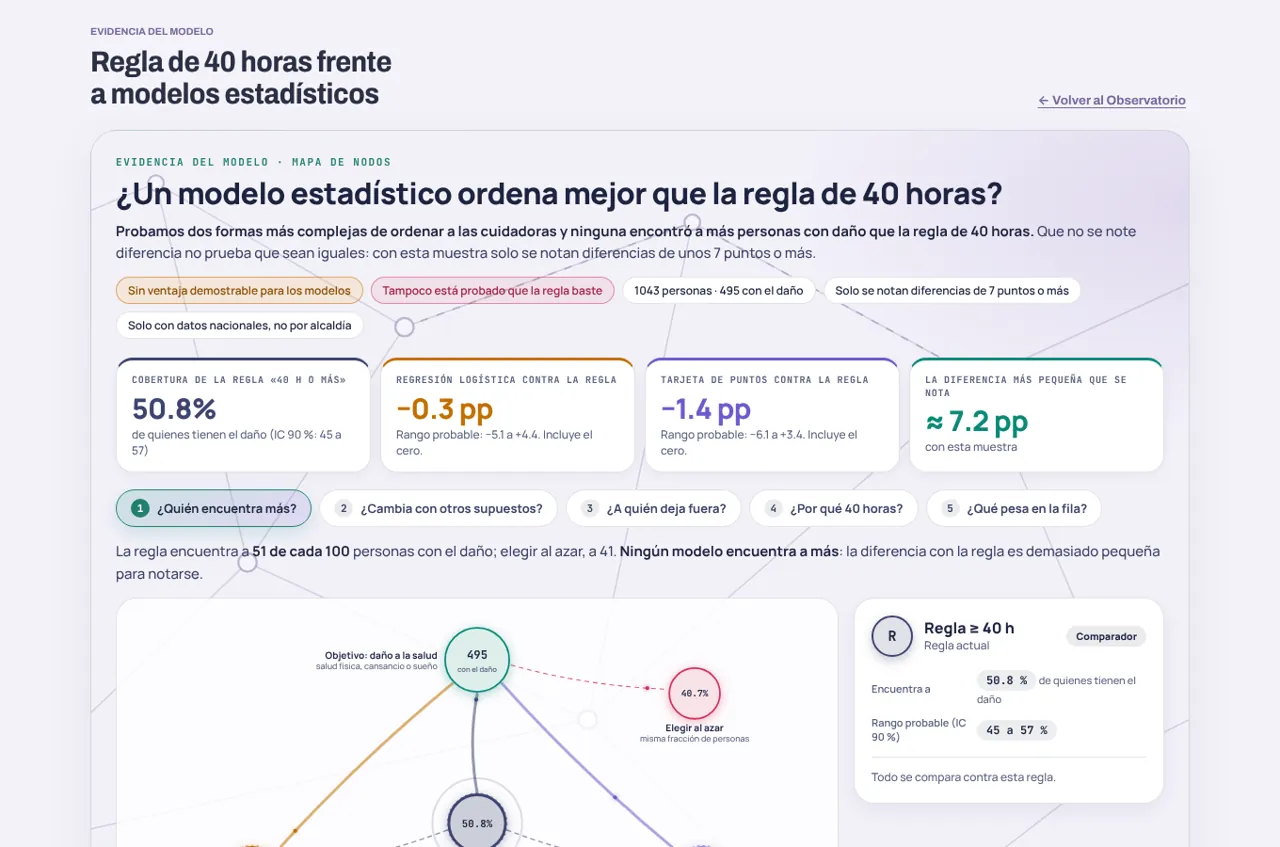 EVIDENCIA DEL MODELO
Regla de 40 horas frente
a modelos estadísticos
← Volver al Observatorio
EVIDENCIA DEL MODELO · MAPA DE NODOS
¿Un modelo estadístico ordena mejor que la regla de 40 horas?
Probamos dos formas más complejas de ordenar a las cuidadoras y ninguna encontró a más personas con daño que la regla de 40 horas. Que no se note
diferencia no prueba que sean iguales: con esta muestra solo se notan diferencias de unos 7 puntos o más.
Sin ventaja demostrable para los modelos
Tampoco está probado que la regla baste
1043 personas · 495 con el daño
Solo se notan diferencias de 7 puntos o más
Solo con datos nacionales, no por alcaldía
COBERTURA DE LA REGLA «40 H O MÁS»
50.8%
de quienes tienen el daño (IC 90 %: 45 a
57)
REGRESIÓN LOGÍSTICA CONTRA LA REGLA
−0.3 pp
Rango probable: −5.1 a +4.4. Incluye el
cero.
TARJETA DE PUNTOS CONTRA LA REGLA
−1.4 pp
Rango probable: −6.1 a +3.4. Incluye el
cero.
LA DIFERENCIA MÁS PEQUEÑA QUE SE
NOTA
≈ 7.2 pp
con esta muestra
1 ¿Quién encuentra más?
2 ¿Cambia con otros supuestos?
3 ¿A quién deja fuera?
4 ¿Por qué 40 horas?
5 ¿Qué pesa en la fila?
La regla encuentra a 51 de cada 100 personas con el daño; elegir al azar, a 41. Ningún modelo encuentra a más: la diferencia con la regla es demasiado pequeña
para notarse.
Objetivo: daño a la salud
salud física, cansancio o sueño
495
con el daño
40.7%
Elegir al azar
misma fracción de personas
50.8%
R
Regla ≥ 40 h
Regla actual
Comparador
Encuentra a
50.8 % de quienes tienen el
daño
Rango probable (IC
90 %)
45 a 57 %
Todo se compara contra esta regla.